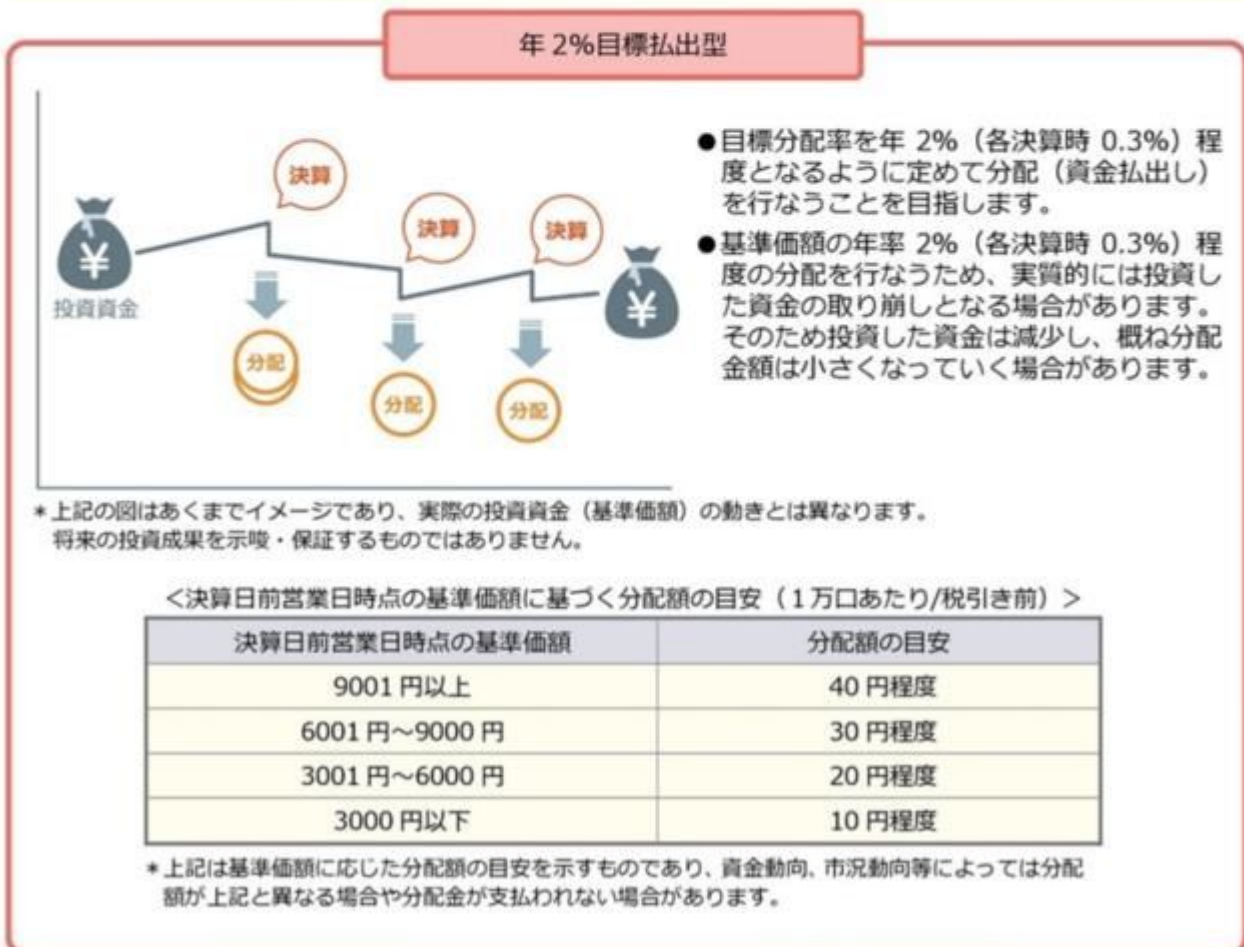 年 2%目標払出型
決算
決算
決算
¥
投資資金
¥
分配
分配
分配
●目標分配率を年 2%（各決算時 0.3%）程
度となるように定めて分配（資金払出し）
を行なうことを目指します。
●基準価額の年率 2%（各決算時 0.3%）程
度の分配を行なうため、実質的には投資し
た資金の取り崩しとなる場合があります。
そのため投資した資金は減少し、概ね分配
金額は小さくなっていく場合があります。
＊上記の図はあくまでイメージであり、実際の投資資金（基準価額）の動きとは異なります。
将来の投資成果を示唆・保証するものではありません。
＜決算日前営業日時点の基準価額に基づく分配額の目安（１万口あたり/税引き前）＞
決算日前営業日時点の基準価額 分配額の目安
9001 円以上 40 円程度
6001 円～9000 円 30 円程度
3001 円～6000 円 20 円程度
3000 円以下 10 円程度
＊上記は基準価額に応じた分配額の目安を示すものであり、資金動向、市況動向等によっては分配
額が上記と異なる場合や分配金が支払われない場合があります。